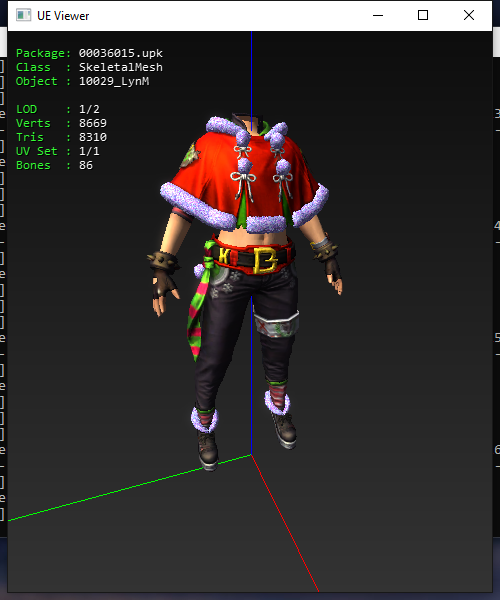 UE Viewer
Package: 00036015.upk
Class : SkeletalMesh
Object : 10029_LynM
LOD : 1/2
Verts : 8669
Tris : 8310
UV Set : 1/1
Bones : 86